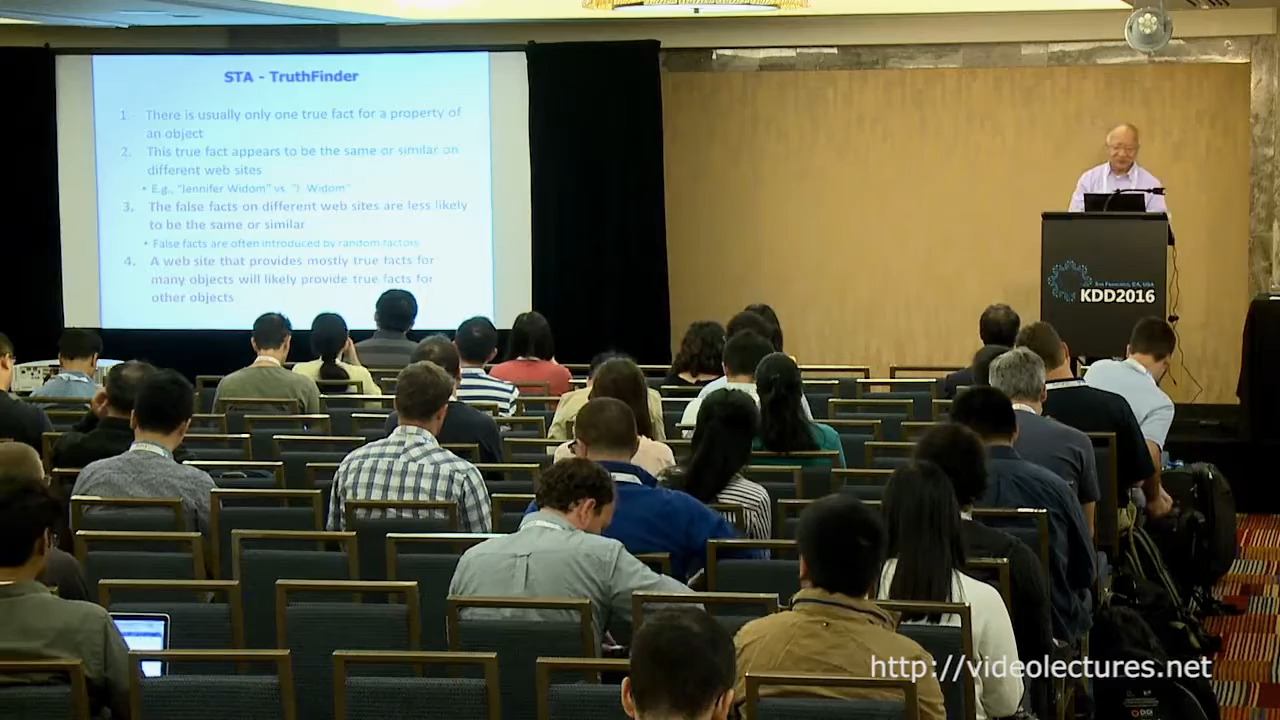 STA - TruthFinder
1. There is usually only one true fact for a property of
an object
2. This true fact appears to be the same or similar on
different web sites
• E.g., "Jennifer Widom" vs. "J. Widom"
3. The false facts on different web sites are less likely
to be the same or similar
• False facts are often introduced by random factors
4. A web site that provides mostly true facts for
many objects will likely provide true facts for
other objects
San Francisco, CA, USA
KDD2016
http://videolectures.net